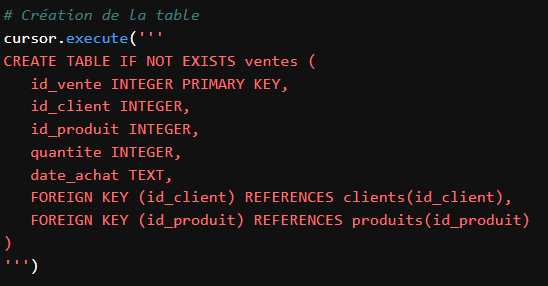 # Création de la table
cursor.execute('''
CREATE TABLE IF NOT EXISTS ventes (
   id_vente INTEGER PRIMARY KEY,
   id_client INTEGER,
   id_produit INTEGER,
   quantite INTEGER,
   date_achat TEXT,
   FOREIGN KEY (id_client) REFERENCES clients(id_client),
   FOREIGN KEY (id_produit) REFERENCES produits(id_produit)
)
''')